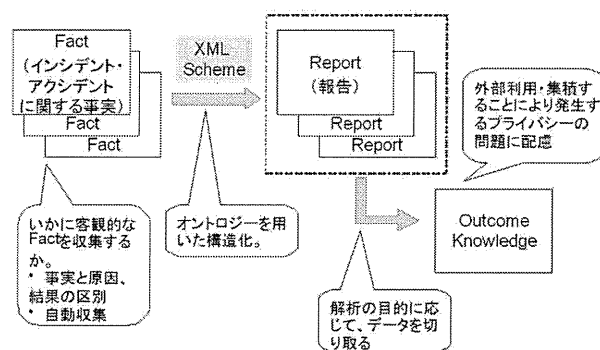 Fact
(インシデント・
アクシデント
に関する事実)
Fact
Fact
XML
Scheme
Report
(報告)
Report
Report
外部利用・集積す
ることにより発生す
るプライバシーの
問題に配慮
いかに客観的な
Factを収集する
か。
* 事実と原因、
結果の区別
* 自動収集
オントロジーを用
いた構造化。
Outcome
Knowledge
解析の目的に応
じて、データを切
り取る